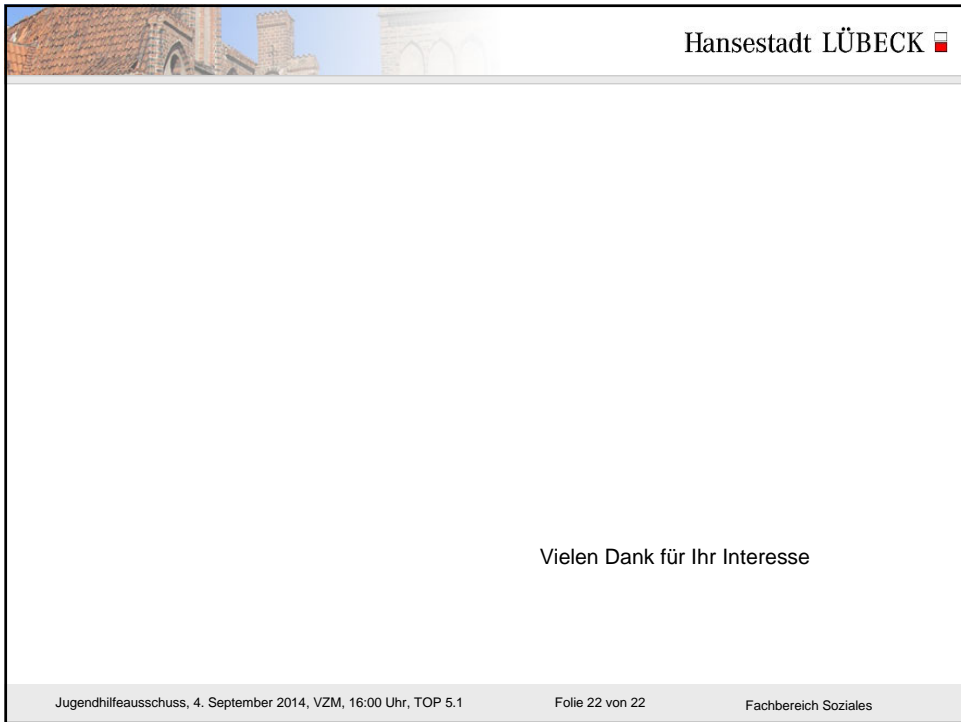 Hansestadt LÜBECK
Vielen Dank für Ihr Interesse
Jugendhilfeausschuss, 4. September 2014, VZM, 16:00 Uhr, TOP 5.1 Folie 22 von 22 Fachbereich Soziales